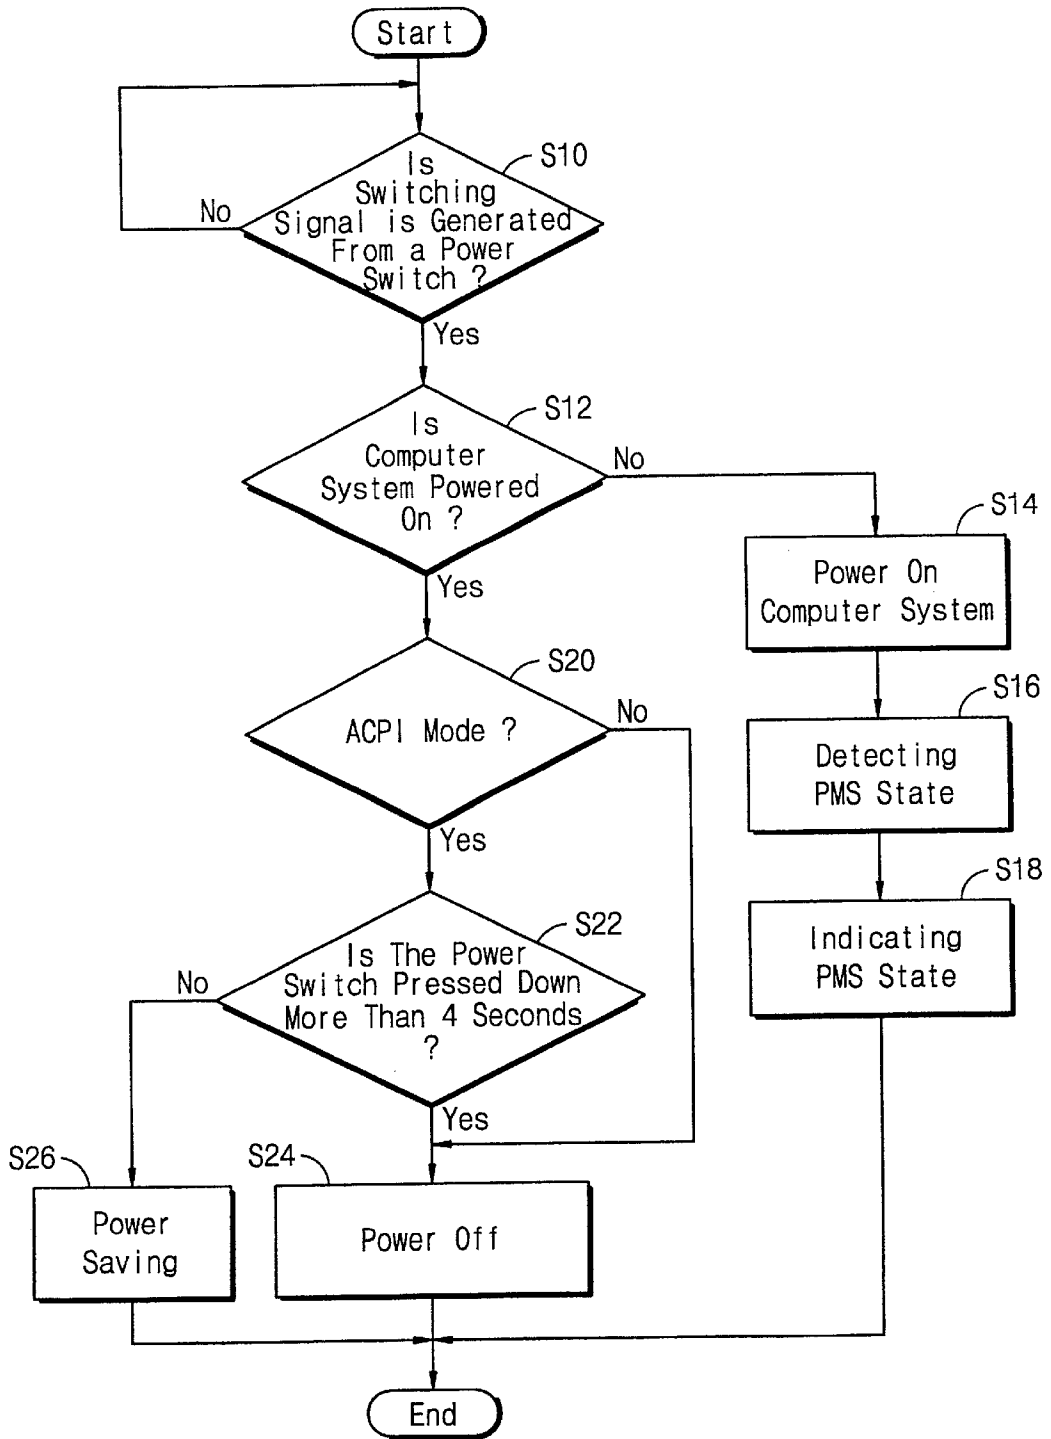 Start
S10
Is
Switching
Signal is Generated
From a Power
Switch ?
No
Yes
S12
Is
Computer
System Powered
On ?
No
Yes
S14
Power On
Computer System
S20
ACPI Mode ?
No
Yes
S16
Detecting
PMS State
S18
Indicating
PMS State
S22
Is The Power
Switch Pressed Down
More Than 4 Seconds
?
No
Yes
S26
Power
Saving
S24
Power Off
End